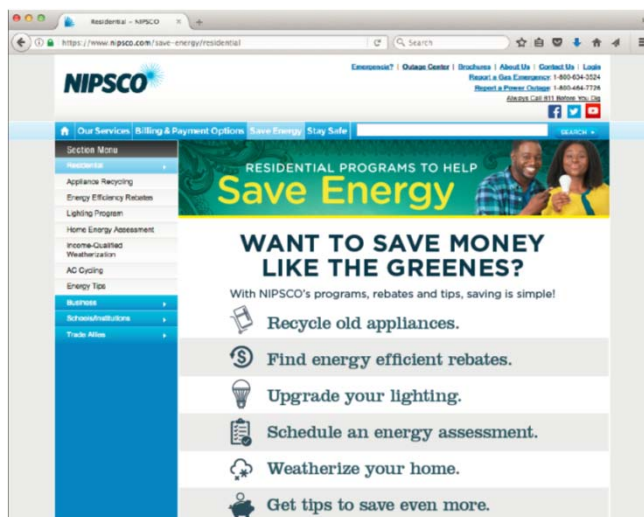 Residential – NIPSCO
https://www.nipsco.com/save-energy/residential
Search
NIPSCO
Emergencia? | Outage Center | Brochures | About Us | Contact Us | Login
Report a Gas Emergency: 1-800-634-3524
Report a Power Outage: 1-800-464-7726
Always Call 811 Before You Dig
Our Services Billing & Payment Options Save Energy Stay Safe
SEARCH
Section Menu
Residential
Appliance Recycling
Energy Efficiency Rebates
Lighting Program
Home Energy Assessment
Income-Qualified
Weatherization
AC Cycling
Energy Tips
Business
Schools/Institutions
Trade Allies
RESIDENTIAL PROGRAMS TO HELP
Save Energy
WANT TO SAVE MONEY
LIKE THE GREENES?
With NIPSCO's programs, rebates and tips, saving is simple!
Recycle old appliances.
Find energy efficient rebates.
Upgrade your lighting.
Schedule an energy assessment.
Weatherize your home.
Get tips to save even more.